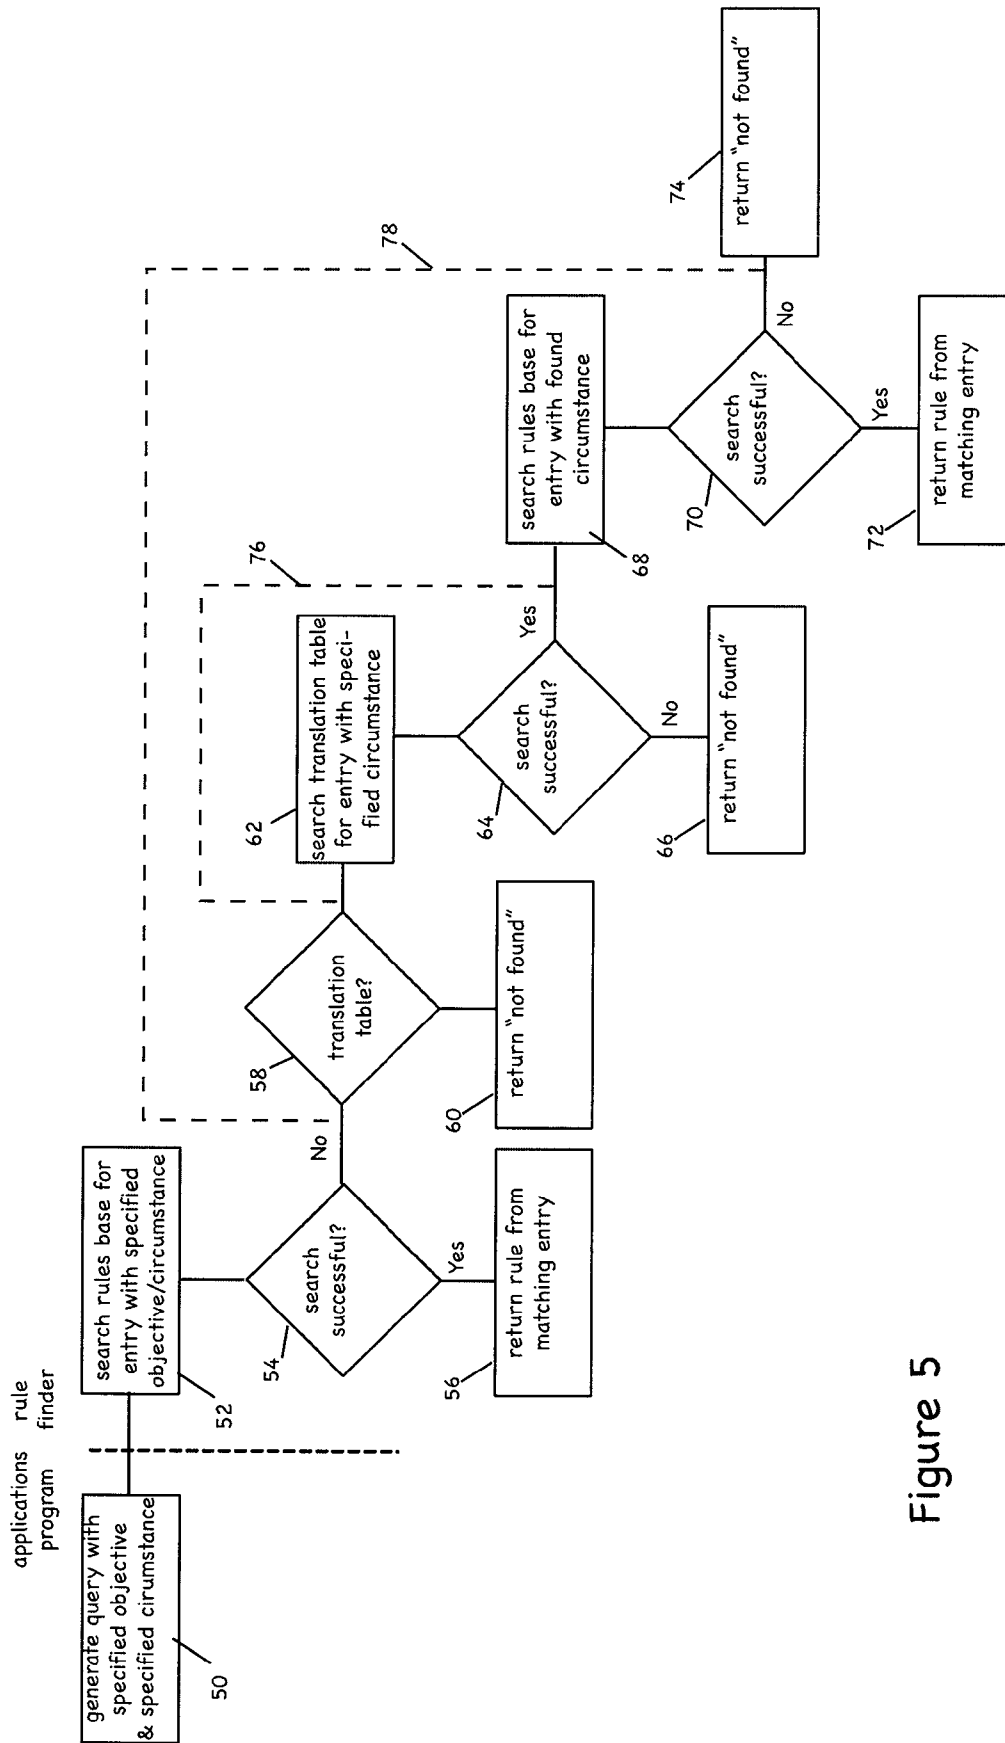 applications
program
rule
finder
generate query with
specified objective
& specified cirumstance
50
search rules base for
entry with specified
objective/circumstance
52
search
successful?
54
Yes
No
return rule from
matching entry
56
translation
table?
58
return "not found"
60
search translation table
for entry with speci-
fied circumstance
62
search
successful?
64
Yes
No
return "not found"
66
76
search rules base for
entry with found
circumstance
68
search
successful?
70
Yes
No
return rule from
matching entry
72
return "not found"
74
78
Figure 5